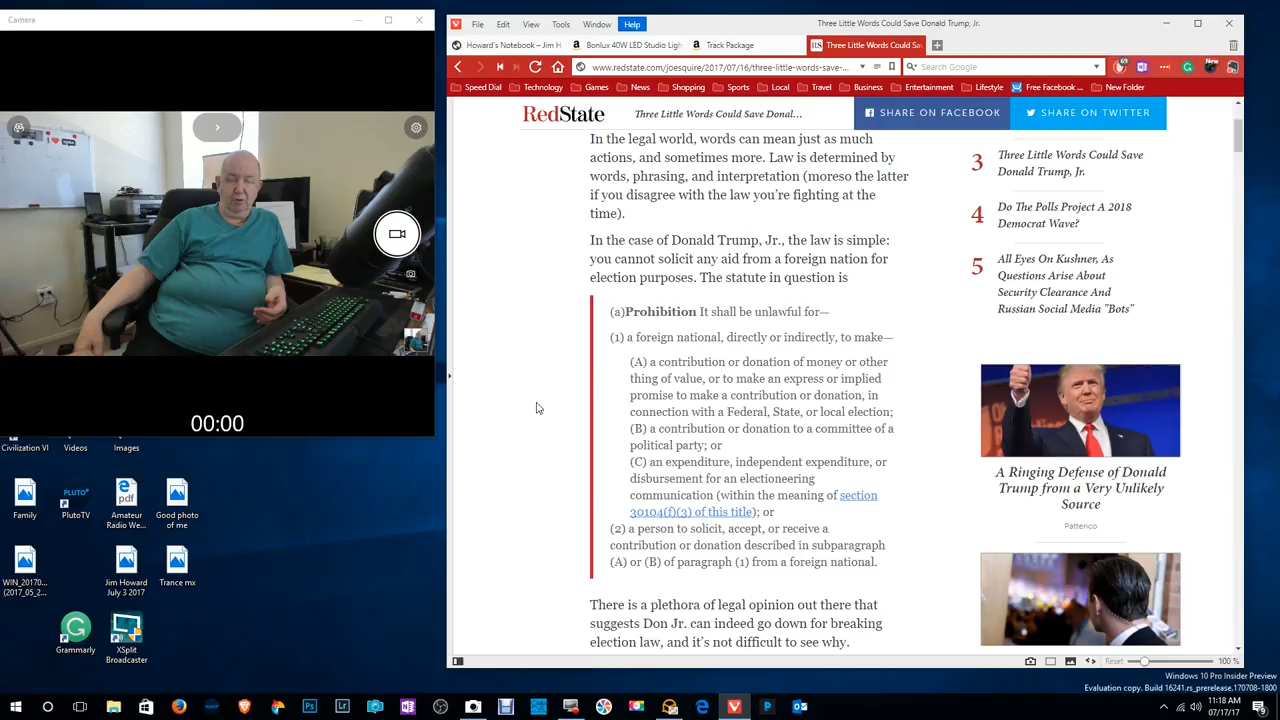 Camera
00:00
File Edit View Tools Window Help
Three Little Words Could Save Donald Trump, Jr.
Howard's Notebook – Jim H
Bonlux 40W LED Studio Ligh
Track Package
Three Little Words Could Sav
www.redstate.com/joesquire/2017/07/16/three-little-words-save-...
Search Google
Speed Dial Technology Games News Shopping Sports Local Travel Business Entertainment Lifestyle Free Facebook ... New Folder
RedState
Three Little Words Could Save Donal...
SHARE ON FACEBOOK
SHARE ON TWITTER
In the legal world, words can mean just as much
actions, and sometimes more. Law is determined by
words, phrasing, and interpretation (moreso the latter
if you disagree with the law you're fighting at the
time).
In the case of Donald Trump, Jr., the law is simple:
you cannot solicit any aid from a foreign nation for
election purposes. The statute in question is
(a)Prohibition It shall be unlawful for—
(1) a foreign national, directly or indirectly, to make—
(A) a contribution or donation of money or other
thing of value, or to make an express or implied
promise to make a contribution or donation, in
connection with a Federal, State, or local election;
(B) a contribution or donation to a committee of a
political party; or
(C) an expenditure, independent expenditure, or
disbursement for an electioneering
communication (within the meaning of section
30104(f)(3) of this title); or
(2) a person to solicit, accept, or receive a
contribution or donation described in subparagraph
(A) or (B) of paragraph (1) from a foreign national.
There is a plethora of legal opinion out there that
suggests Don Jr. can indeed go down for breaking
election law, and it's not difficult to see why.
3
Three Little Words Could Save
Donald Trump, Jr.
4
Do The Polls Project A 2018
Democrat Wave?
5
All Eyes On Kushner, As
Questions Arise About
Security Clearance And
Russian Social Media "Bots"
A Ringing Defense of Donald
Trump from a Very Unlikely
Source
Patterico
Reset 100 %
Civilization VI Videos Images
Family PlutoTV Amateur Radio We... Good photo of me
WIN_20170... (2017_05_2... Jim Howard July 3 2017 Trance mx
Grammarly XSplit Broadcaster
Windows 10 Pro Insider Preview
Evaluation copy. Build 16241.rs_prerelease.170708-1800
11:18 AM
07/17/17